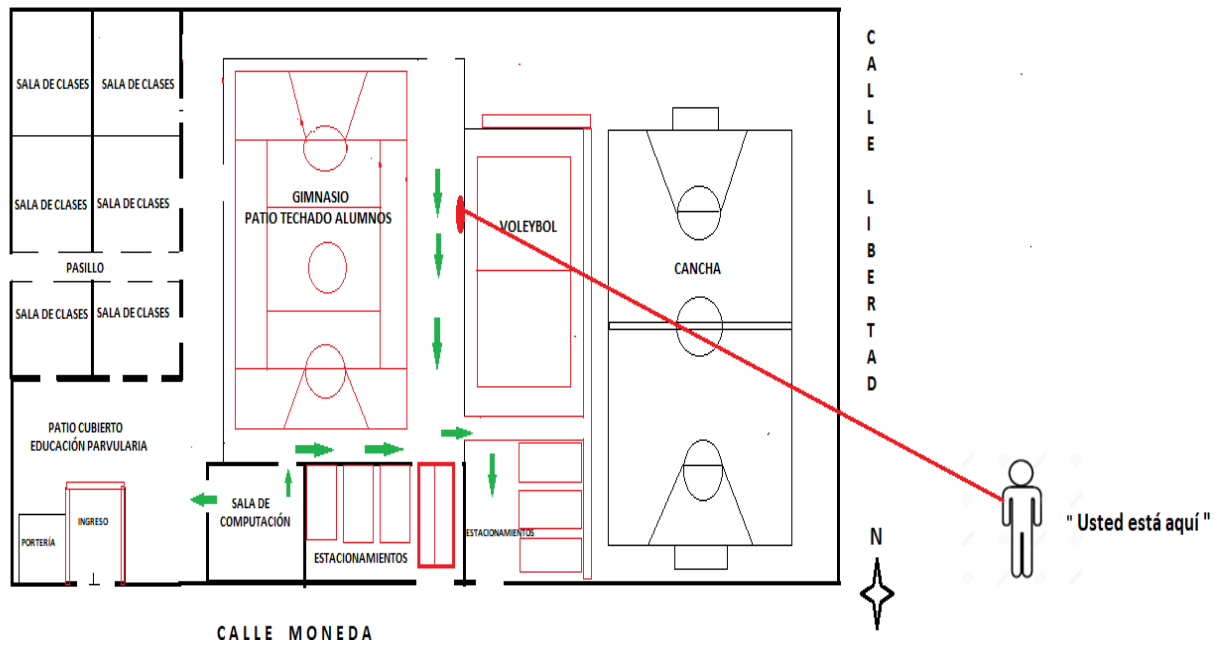 SALA DE CLASES
SALA DE CLASES
SALA DE CLASES
SALA DE CLASES
PASILLO
SALA DE CLASES
SALA DE CLASES
PATIO CUBIERTO
EDUCACIÓN PARVULARIA
PORTERÍA
INGRESO
SALA DE
COMPUTACIÓN
ESTACIONAMIENTOS
ESTACIONAMIENTOS
GIMNASIO
PATIO TECHADO ALUMNOS
VOLEYBOL
CANCHA
CALLE LIBERTAD
N
" Usted está aquí "
CALLE MONEDA